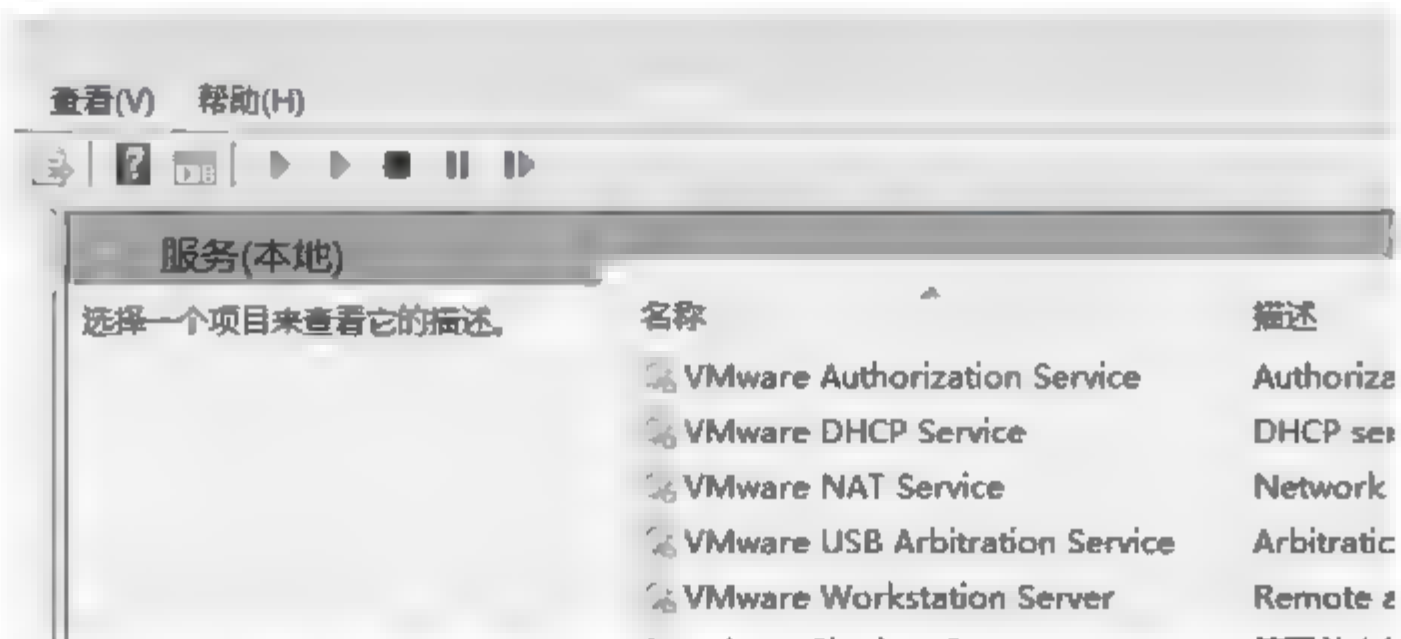 查看(V) 帮助(H)
服务(本地)
选择一个项目来查看它的描述。
名称 描述
VMware Authorization Service Authoriza
VMware DHCP Service DHCP ser
VMware NAT Service Network
VMware USB Arbitration Service Arbitratic
VMware Workstation Server Remote a